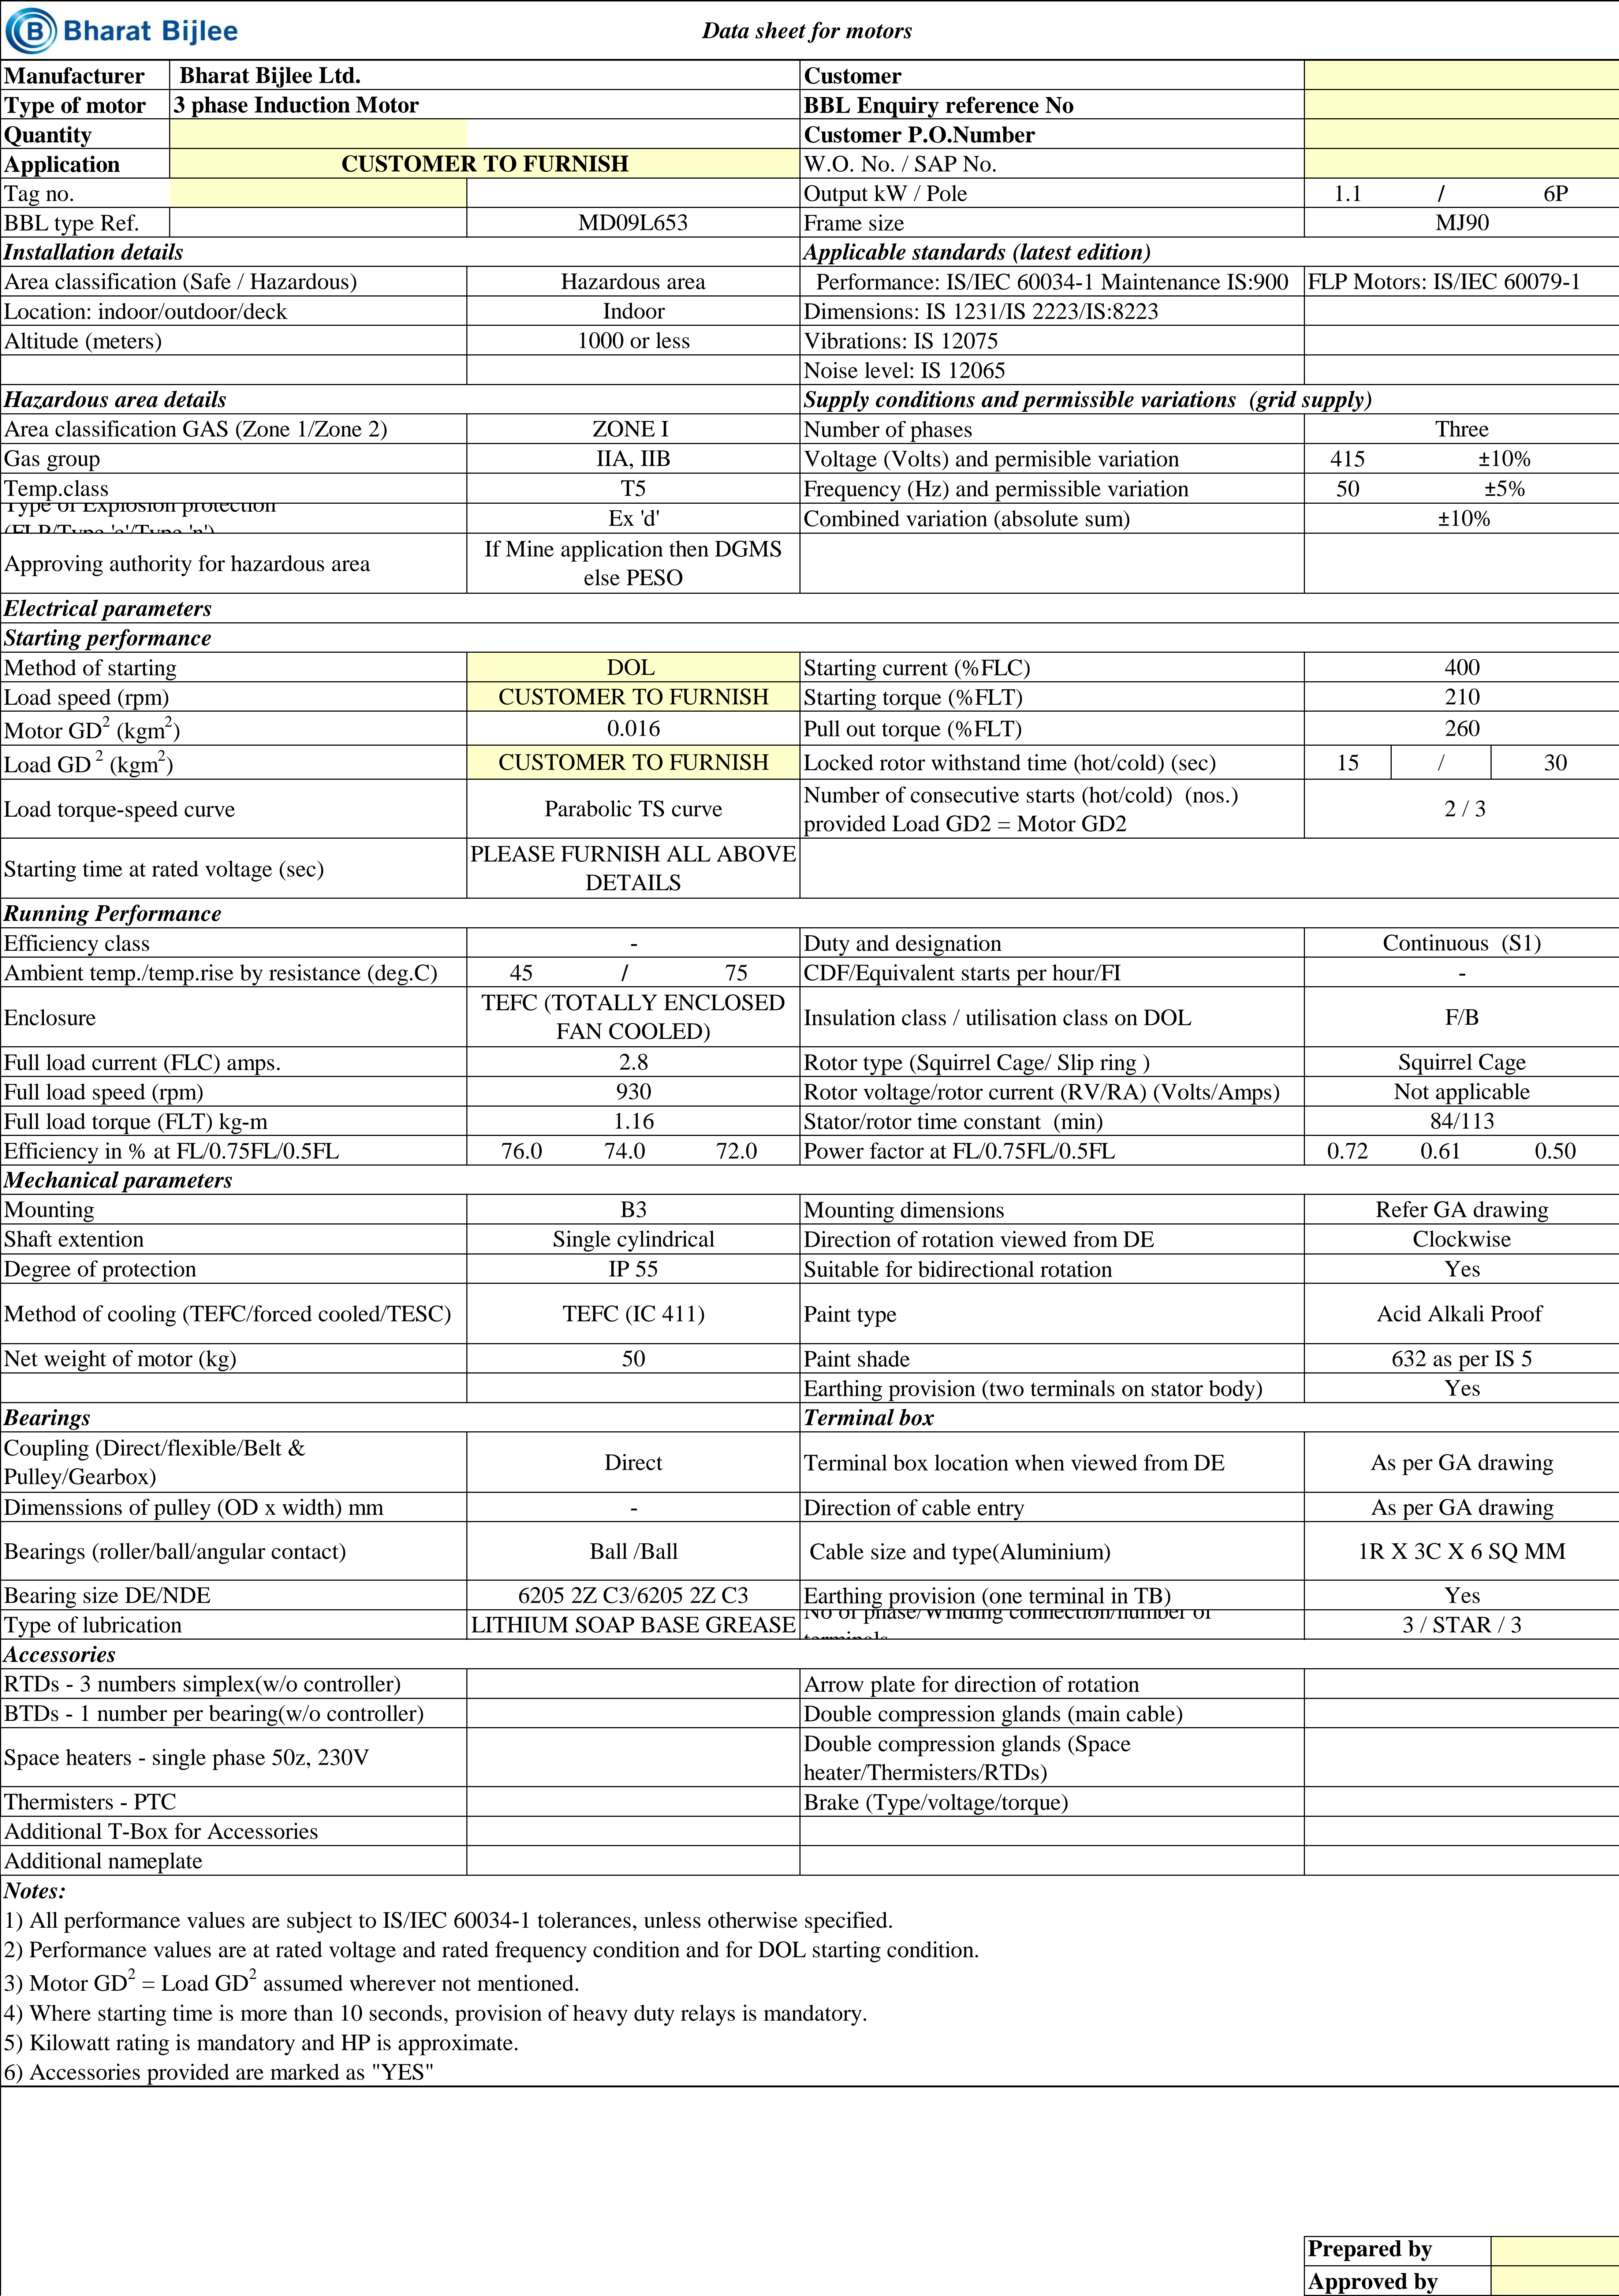 B Bharat Bijlee
Data sheet for motors
Manufacturer Bharat Bijlee Ltd. Customer
Type of motor 3 phase Induction Motor BBL Enquiry reference No
Quantity Customer P.O.Number
Application CUSTOMER TO FURNISH W.O. No. / SAP No.
Tag no. Output kW / Pole 1.1 / 6P
BBL type Ref. MD09L653 Frame size MJ90
Installation details Applicable standards (latest edition)
Area classification (Safe / Hazardous) Hazardous area Performance: IS/IEC 60034-1 Maintenance IS:900 FLP Motors: IS/IEC 60079-1
Location: indoor/outdoor/deck Indoor Dimensions: IS 1231/IS 2223/IS:8223
Altitude (meters) 1000 or less Vibrations: IS 12075
Noise level: IS 12065
Hazardous area details Supply conditions and permissible variations (grid supply)
Area classification GAS (Zone 1/Zone 2) ZONE I Number of phases Three
Gas group IIA, IIB Voltage (Volts) and permisible variation 415 ±10%
Temp.class T5 Frequency (Hz) and permissible variation 50 ±5%
Type of Explosion protection
(FLP/Type 'e'/Type 'n') Ex 'd' Combined variation (absolute sum) ±10%
Approving authority for hazardous area If Mine application then DGMS
else PESO
Electrical parameters
Starting performance
Method of starting DOL Starting current (%FLC) 400
Load speed (rpm) CUSTOMER TO FURNISH Starting torque (%FLT) 210
Motor GD² (kgm²) 0.016 Pull out torque (%FLT) 260
Load GD ² (kgm²) CUSTOMER TO FURNISH Locked rotor withstand time (hot/cold) (sec) 15 / 30
Load torque-speed curve Parabolic TS curve Number of consecutive starts (hot/cold) (nos.)
provided Load GD2 = Motor GD2 2 / 3
Starting time at rated voltage (sec) PLEASE FURNISH ALL ABOVE
DETAILS
Running Performance
Efficiency class - Duty and designation Continuous (S1)
Ambient temp./temp.rise by resistance (deg.C) 45 / 75 CDF/Equivalent starts per hour/FI -
Enclosure TEFC (TOTALLY ENCLOSED
FAN COOLED) Insulation class / utilisation class on DOL F/B
Full load current (FLC) amps. 2.8 Rotor type (Squirrel Cage/ Slip ring ) Squirrel Cage
Full load speed (rpm) 930 Rotor voltage/rotor current (RV/RA) (Volts/Amps) Not applicable
Full load torque (FLT) kg-m 1.16 Stator/rotor time constant (min) 84/113
Efficiency in % at FL/0.75FL/0.5FL 76.0 74.0 72.0 Power factor at FL/0.75FL/0.5FL 0.72 0.61 0.50
Mechanical parameters
Mounting B3 Mounting dimensions Refer GA drawing
Shaft extention Single cylindrical Direction of rotation viewed from DE Clockwise
Degree of protection IP 55 Suitable for bidirectional rotation Yes
Method of cooling (TEFC/forced cooled/TESC) TEFC (IC 411) Paint type Acid Alkali Proof
Net weight of motor (kg) 50 Paint shade 632 as per IS 5
Earthing provision (two terminals on stator body) Yes
Bearings Terminal box
Coupling (Direct/flexible/Belt &
Pulley/Gearbox) Direct Terminal box location when viewed from DE As per GA drawing
Dimenssions of pulley (OD x width) mm - Direction of cable entry As per GA drawing
Bearings (roller/ball/angular contact) Ball /Ball Cable size and type(Aluminium) 1R X 3C X 6 SQ MM
Bearing size DE/NDE 6205 2Z C3/6205 2Z C3 Earthing provision (one terminal in TB) Yes
Type of lubrication LITHIUM SOAP BASE GREASE No of phase/Winding connection/number of
terminals 3 / STAR / 3
Accessories
RTDs - 3 numbers simplex(w/o controller) Arrow plate for direction of rotation
BTDs - 1 number per bearing(w/o controller) Double compression glands (main cable)
Space heaters - single phase 50z, 230V Double compression glands (Space
heater/Thermisters/RTDs)
Thermisters - PTC Brake (Type/voltage/torque)
Additional T-Box for Accessories
Additional nameplate
Notes:
1) All performance values are subject to IS/IEC 60034-1 tolerances, unless otherwise specified.
2) Performance values are at rated voltage and rated frequency condition and for DOL starting condition.
3) Motor GD² = Load GD² assumed wherever not mentioned.
4) Where starting time is more than 10 seconds, provision of heavy duty relays is mandatory.
5) Kilowatt rating is mandatory and HP is approximate.
6) Accessories provided are marked as "YES"
Prepared by
Approved by